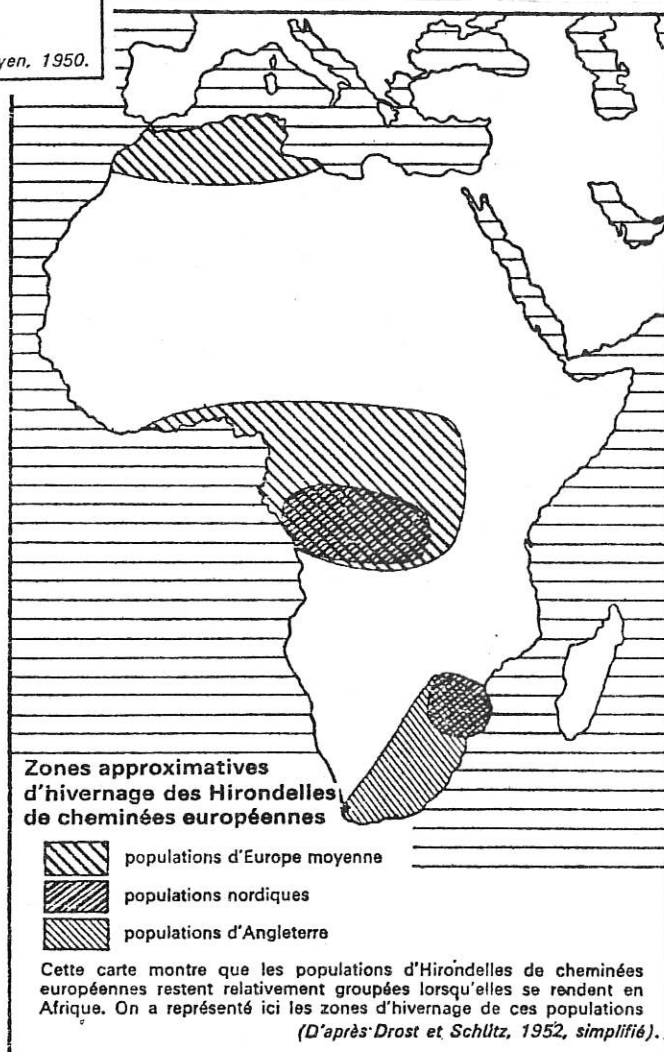 yen, 1950.
Zones approximatives
d'hivernage des Hirondelles
de cheminées européennes
populations d'Europe moyenne
populations nordiques
populations d'Angleterre
Cette carte montre que les populations d'Hirondelles de cheminées
européennes restent relativement groupées lorsqu'elles se rendent en
Afrique. On a représenté ici les zones d'hivernage de ces populations
(D'après Drost et Schütz, 1952, simplifié).